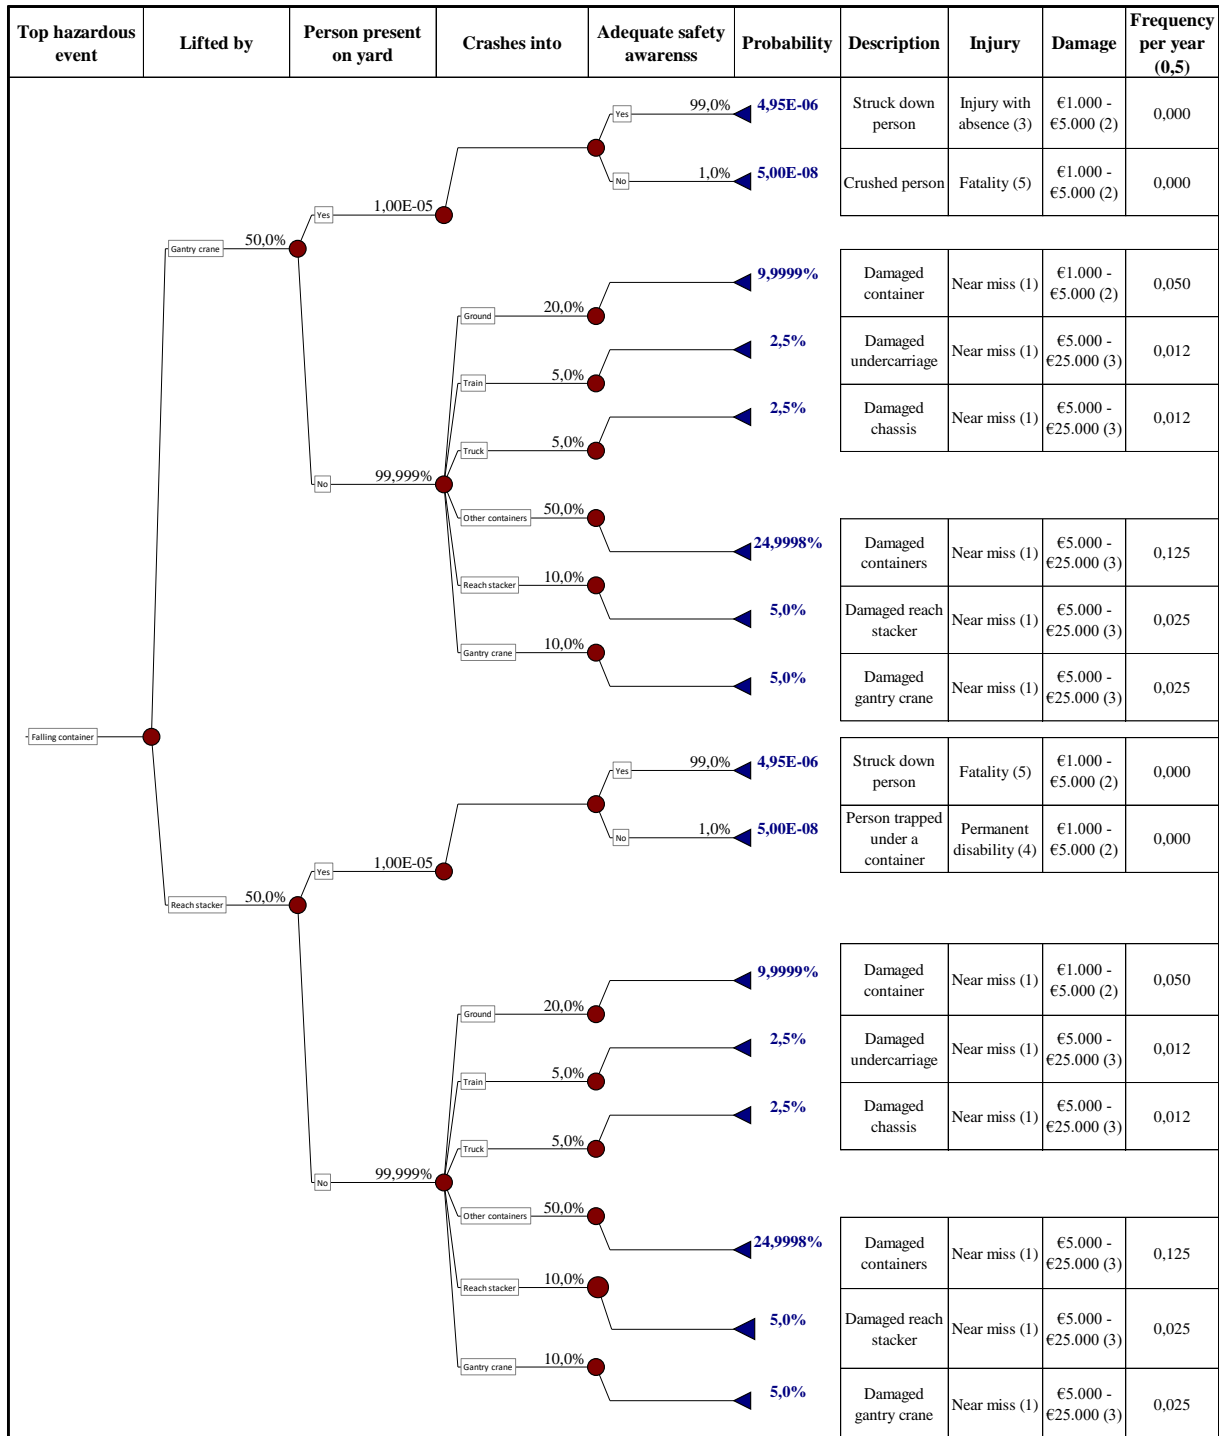 Top hazardous
event
Lifted by
Person present
on yard
Crashes into
Adequate safety
awarenss
Probability
Description
Injury
Damage
Frequency
per year
(0,5)
Yes
99,0%
4,95E-06
Struck down
person
Injury with
absence (3)
€1.000 -
€5.000 (2)
0,000
No
1,0%
5,00E-08
Crushed person
Fatality (5)
€1.000 -
€5.000 (2)
0,000
Yes
1,00E-05
Gantry crane
50,0%
Ground
20,0%
9,9999%
Damaged
container
Near miss (1)
€1.000 -
€5.000 (2)
0,050
Train
5,0%
2,5%
Damaged
undercarriage
Near miss (1)
€5.000 -
€25.000 (3)
0,012
Truck
5,0%
2,5%
Damaged
chassis
Near miss (1)
€5.000 -
€25.000 (3)
0,012
No
99,999%
Other containers
50,0%
24,9998%
Damaged
containers
Near miss (1)
€5.000 -
€25.000 (3)
0,125
Reach stacker
10,0%
5,0%
Damaged reach
stacker
Near miss (1)
€5.000 -
€25.000 (3)
0,025
Gantry crane
10,0%
5,0%
Damaged
gantry crane
Near miss (1)
€5.000 -
€25.000 (3)
0,025
Falling container
Yes
99,0%
4,95E-06
Struck down
person
Fatality (5)
€1.000 -
€5.000 (2)
0,000
No
1,0%
5,00E-08
Person trapped
under a
container
Permanent
disability (4)
€1.000 -
€5.000 (2)
0,000
Yes
1,00E-05
Reach stacker
50,0%
Ground
20,0%
9,9999%
Damaged
container
Near miss (1)
€1.000 -
€5.000 (2)
0,050
Train
5,0%
2,5%
Damaged
undercarriage
Near miss (1)
€5.000 -
€25.000 (3)
0,012
Truck
5,0%
2,5%
Damaged
chassis
Near miss (1)
€5.000 -
€25.000 (3)
0,012
No
99,999%
Other containers
50,0%
24,9998%
Damaged
containers
Near miss (1)
€5.000 -
€25.000 (3)
0,125
Reach stacker
10,0%
5,0%
Damaged reach
stacker
Near miss (1)
€5.000 -
€25.000 (3)
0,025
Gantry crane
10,0%
5,0%
Damaged
gantry crane
Near miss (1)
€5.000 -
€25.000 (3)
0,025